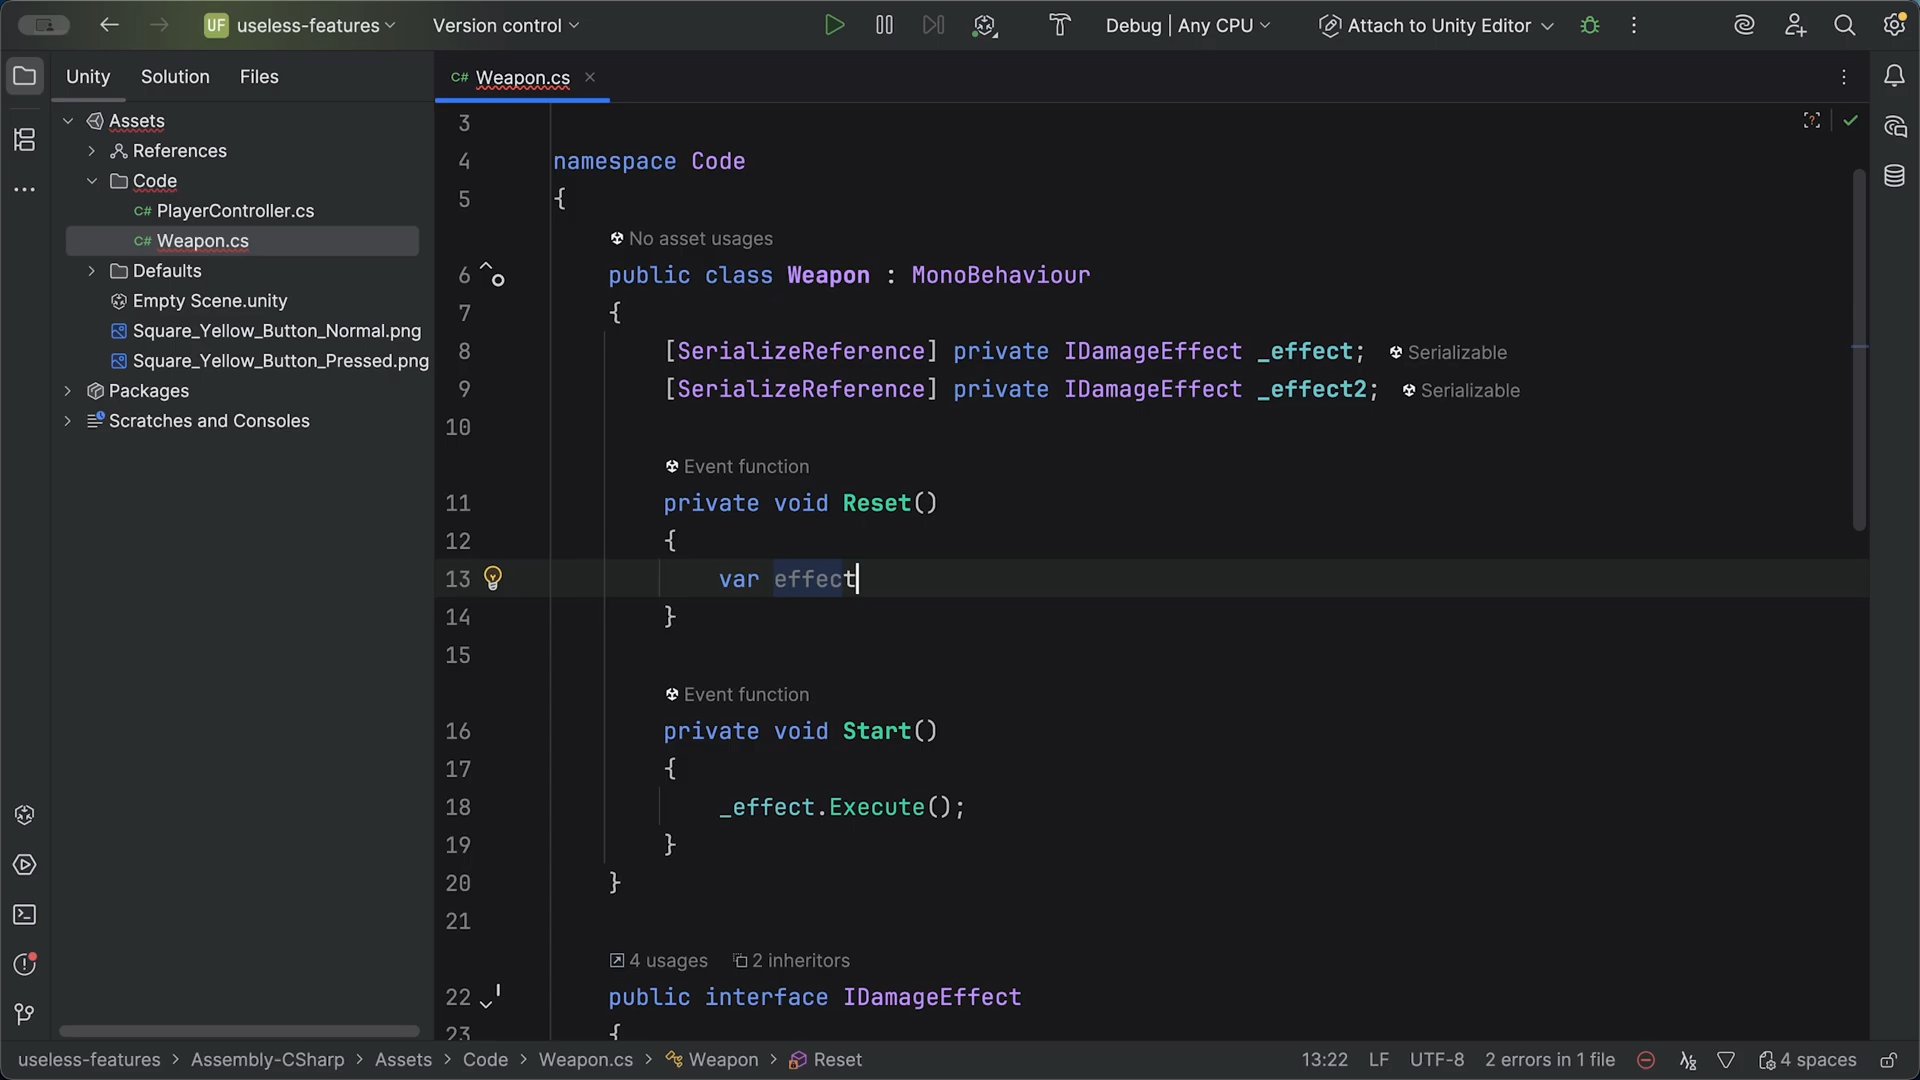 UF useless-features Version control Debug | Any CPU Attach to Unity Editor
Unity Solution Files
C# Weapon.cs
Assets
References
Code
C# PlayerController.cs
C# Weapon.cs
Defaults
Empty Scene.unity
Square_Yellow_Button_Normal.png
Square_Yellow_Button_Pressed.png
Packages
Scratches and Consoles
3
4 namespace Code
5 {
No asset usages
6 public class Weapon : MonoBehaviour
7 {
8 [SerializeReference] private IDamageEffect _effect; Serializable
9 [SerializeReference] private IDamageEffect _effect2; Serializable
10
Event function
11 private void Reset()
12 {
13 var effect
14 }
15
Event function
16 private void Start()
17 {
18 _effect.Execute();
19 }
20 }
21
4 usages 2 inheritors
22 public interface IDamageEffect
23 {
useless-features > Assembly-CSharp > Assets > Code > Weapon.cs > Weapon > Reset 13:22 LF UTF-8 2 errors in 1 file 4 spaces